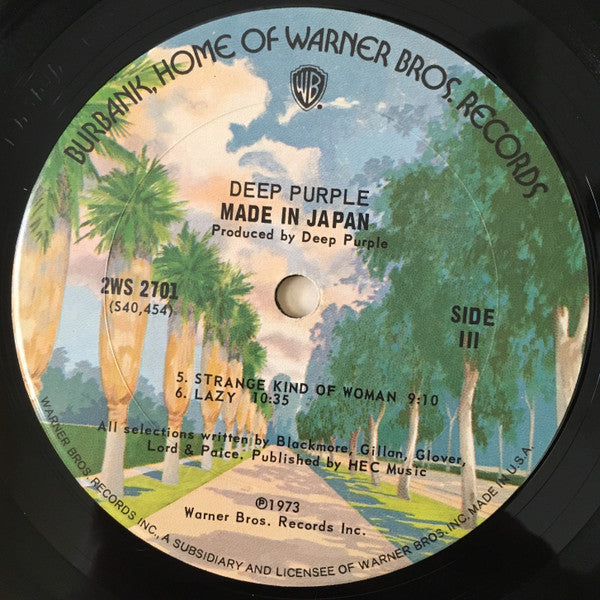 BURBANK, HOME OF WARNER BROS. RECORDS
WB
DEEP PURPLE
MADE IN JAPAN
Produced by Deep Purple
2WS 2701
(S40,454)
SIDE
III
5. STRANGE KIND OF WOMAN 9:10
6. LAZY 10:35
All selections written by Blackmore, Gillan, Glover,
Lord & Paice. Published by HEC Music
℗1973
Warner Bros. Records Inc.
WARNER BROS. RECORDS INC., A SUBSIDIARY AND LICENSEE OF WARNER BROS. INC. MADE IN U.S.A.